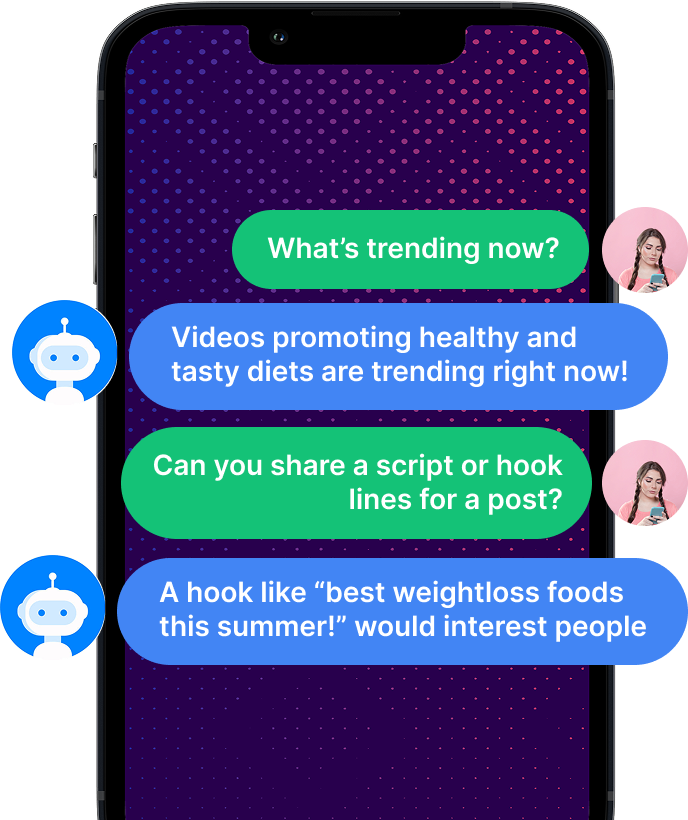 What’s trending now?
Videos promoting healthy and
tasty diets are trending right now!
Can you share a script or hook
lines for a post?
A hook like “best weightloss foods
this summer!” would interest people